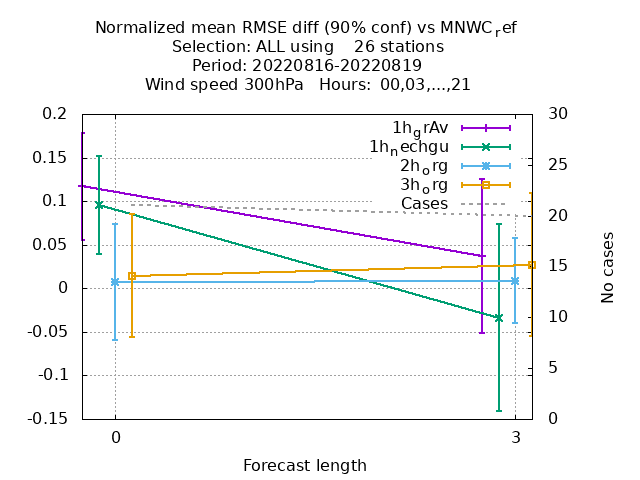 Normalized mean RMSE diff (90% conf) vs MNWC_ref
Selection: ALL using    26 stations
Period: 20220816-20220819
Wind speed 300hPa   Hours: 00,03,...,21
0.2
0.15
0.1
0.05
0
-0.05
-0.1
-0.15
30
25
20
15
10
5
0
1h_grAv
1h_nechgu
2h_org
3h_org
Cases
No cases
0
3
Forecast length